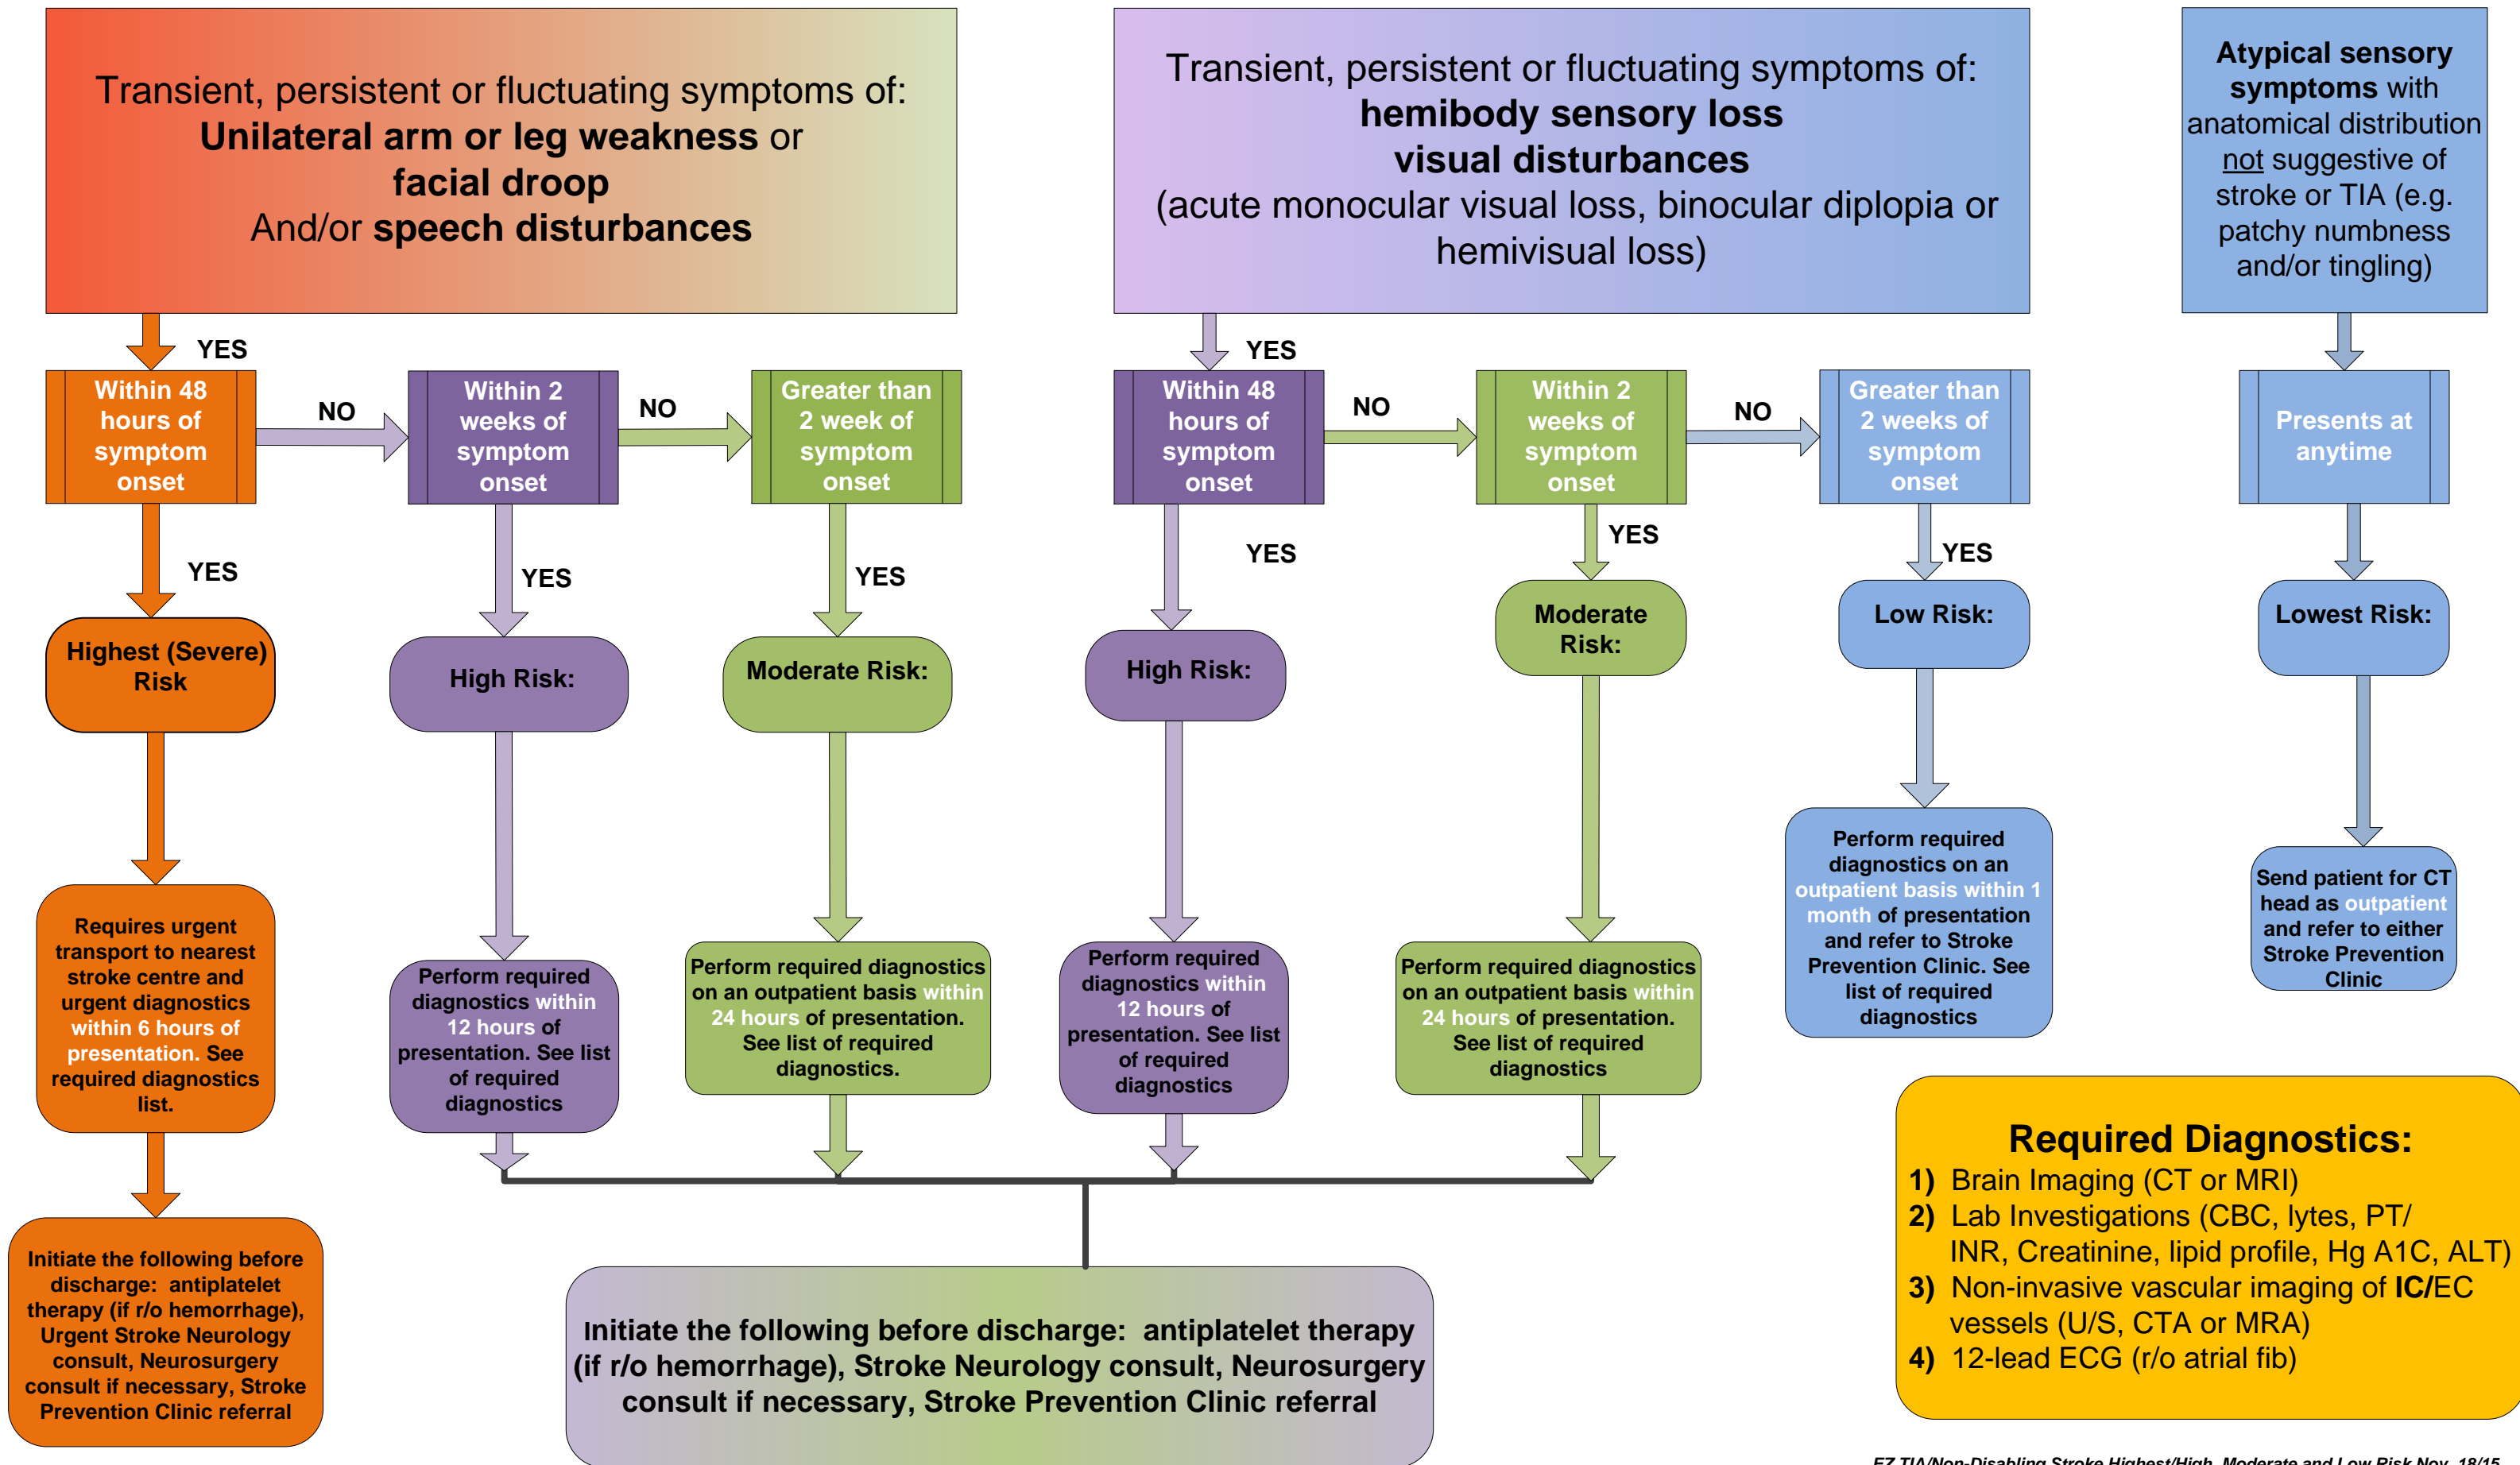 Transient, persistent or fluctuating symptoms of:
Unilateral arm or leg weakness or
facial droop
And/or speech disturbances
Transient, persistent or fluctuating symptoms of:
hemibody sensory loss
visual disturbances
(acute monocular visual loss, binocular diplopia or
hemivisual loss)
Atypical sensory
symptoms with
anatomical distribution
not suggestive of
stroke or TIA (e.g.
patchy numbness
and/or tingling)
YES
YES
Within 48
hours of
symptom
onset
NO
Within 2
weeks of
symptom
onset
NO
Greater than
2 week of
symptom
onset
Within 48
hours of
symptom
onset
NO
Within 2
weeks of
symptom
onset
NO
Greater than
2 weeks of
symptom
onset
Presents at
anytime
YES
YES
YES
YES
YES
YES
Highest (Severe)
Risk
High Risk:
Moderate Risk:
High Risk:
Moderate
Risk:
Low Risk:
Lowest Risk:
Requires urgent
transport to nearest
stroke centre and
urgent diagnostics
within 6 hours of
presentation. See
required diagnostics
list.
Perform required
diagnostics within
12 hours of
presentation. See list
of required
diagnostics
Perform required diagnostics
on an outpatient basis within
24 hours of presentation.
See list of required
diagnostics.
Perform required
diagnostics within
12 hours of
presentation. See list
of required
diagnostics
Perform required diagnostics
on an outpatient basis within
24 hours of presentation.
See list of required
diagnostics
Perform required
diagnostics on an
outpatient basis within 1
month of presentation
and refer to Stroke
Prevention Clinic. See
list of required
diagnostics
Send patient for CT
head as outpatient
and refer to either
Stroke Prevention
Clinic
Initiate the following before
discharge: antiplatelet
therapy (if r/o hemorrhage),
Urgent Stroke Neurology
consult, Neurosurgery
consult if necessary, Stroke
Prevention Clinic referral
Initiate the following before discharge: antiplatelet therapy
(if r/o hemorrhage), Stroke Neurology consult, Neurosurgery
consult if necessary, Stroke Prevention Clinic referral
Required Diagnostics:
1) Brain Imaging (CT or MRI)
2) Lab Investigations (CBC, lytes, PT/
INR, Creatinine, lipid profile, Hg A1C, ALT)
3) Non-invasive vascular imaging of IC/EC
vessels (U/S, CTA or MRA)
4) 12-lead ECG (r/o atrial fib)
EZ TIA/Non-Disabling Stroke Highest/High, Moderate and Low Risk Nov. 18/15